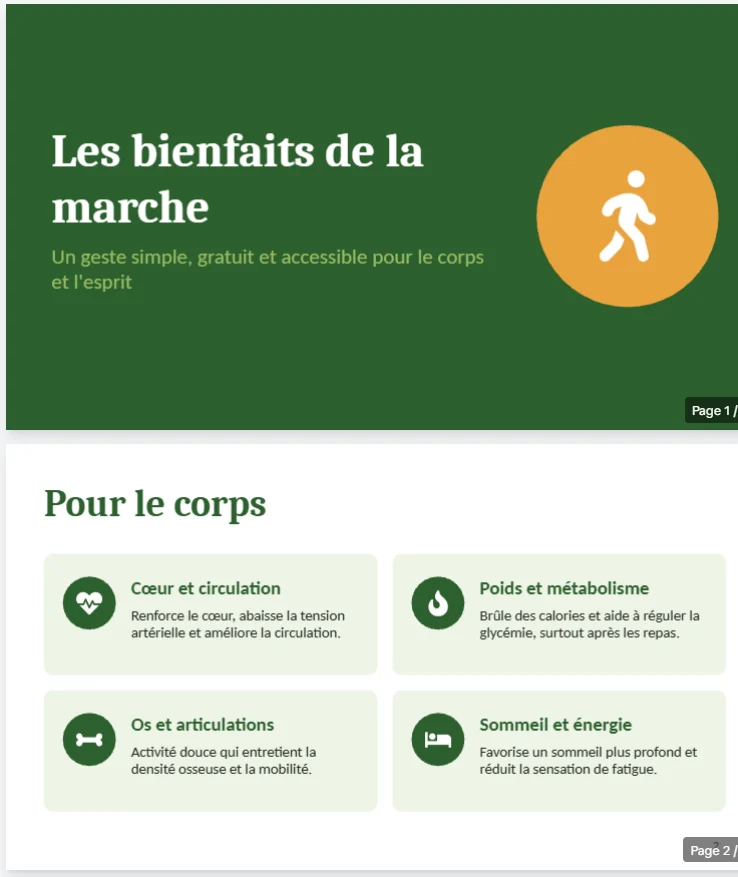 Les bienfaits de la
marche
Un geste simple, gratuit et accessible pour le corps
et l'esprit
Page 1 /
Pour le corps
Cœur et circulation
Renforce le cœur, abaisse la tension
artérielle et améliore la circulation.
Poids et métabolisme
Brûle des calories et aide à réguler la
glycémie, surtout après les repas.
Os et articulations
Activité douce qui entretient la
densité osseuse et la mobilité.
Sommeil et énergie
Favorise un sommeil plus profond et
réduit la sensation de fatigue.
Page 2 /